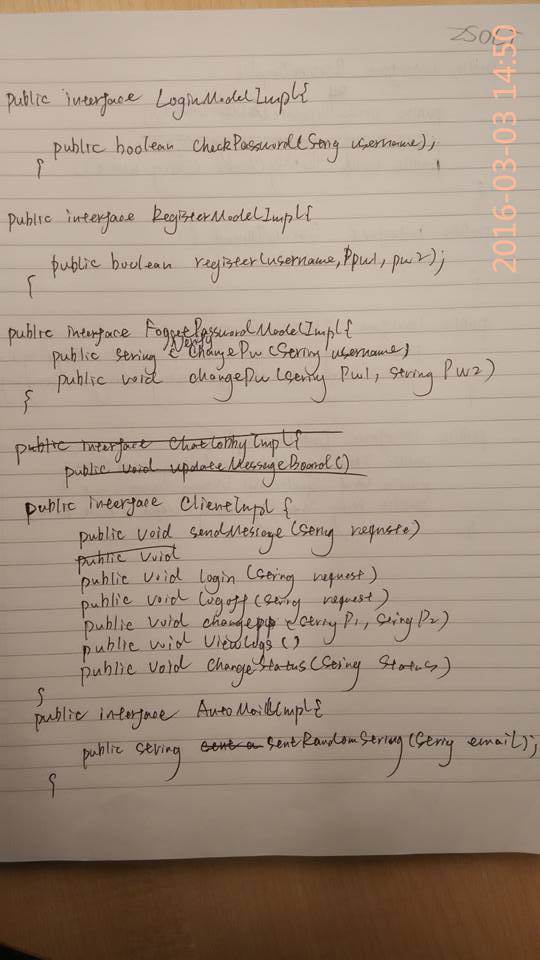 ZSOLT
2016-03-03 14:50
public interface LoginModelImpl{
public boolean checkPassword(String username);
}
public interface RegisterModelImpl{
public boolean register(username, pw1, pw2);
}
public interface ForgetPasswordModelImpl{
Verify
public string changePw(String username)
public void changePw(string Pw1, string Pw2)
}
public interface ChatLobbyImpl{
public void updateMessageBoard()
public interface ClientImpl {
public void sendMessage(string request)
public void
public void login (string request)
public void logoff (string request)
public void change (string P1, string P2)
public void ViewLogs ()
public void ChangeStatus (String Status)
}
public interface AutoMailImpl{
public string sent a sentRandomString(String email);
}